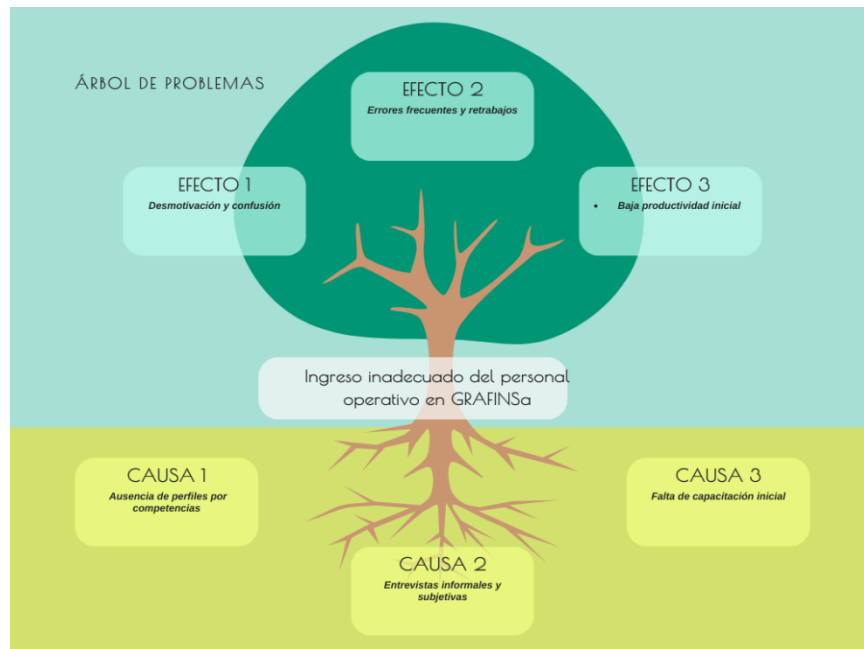 ÁRBOL DE PROBLEMAS
EFECTO 2
Errores frecuentes y retrabajos
EFECTO 1
Desmotivación y confusión
EFECTO 3
• Baja productividad inicial
Ingreso inadecuado del personal
operativo en GRAFINSa
CAUSA 1
Ausencia de perfiles por
competencias
CAUSA 3
Falta de capacitación inicial
CAUSA 2
Entrevistas informales y
subjetivas